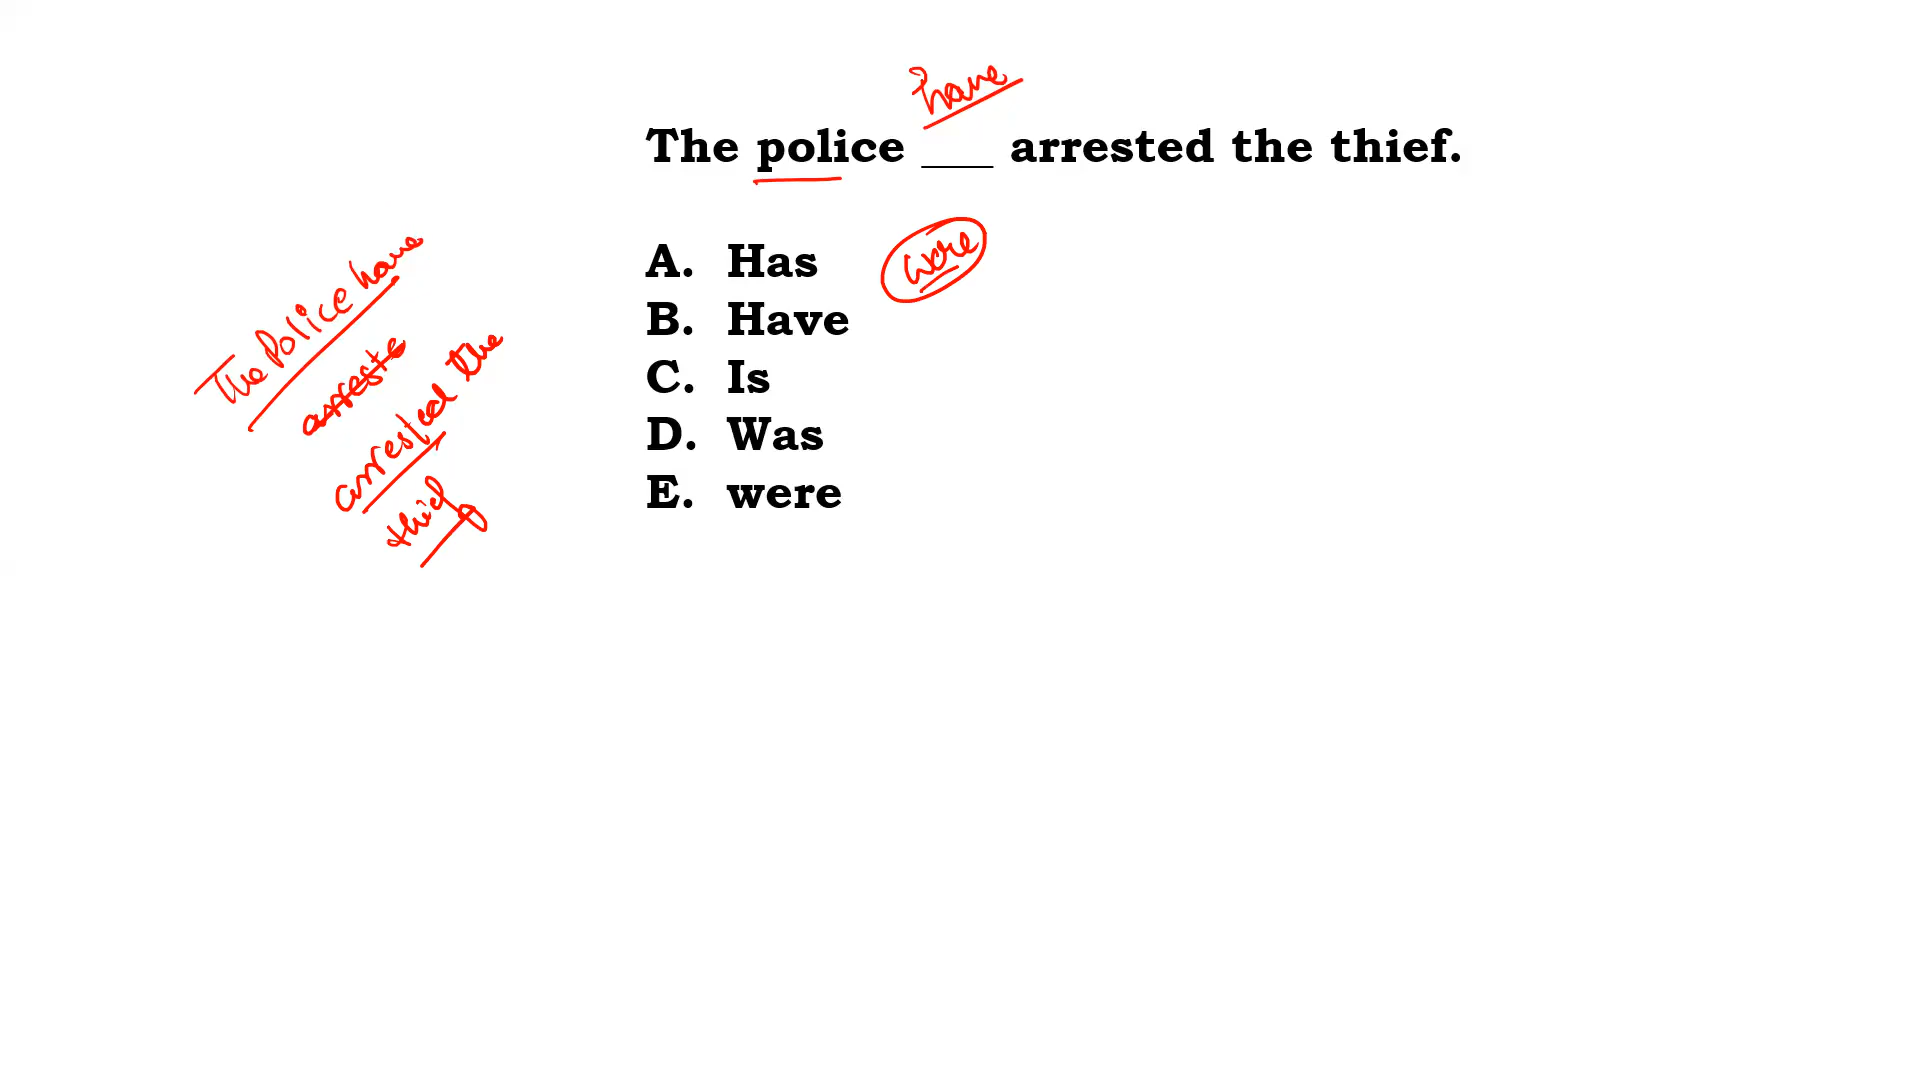 have
The police ___ arrested the thief.
A. Has
were
B. Have
C. Is
D. Was
E. were
The Police have
arreste
arrested the
thief